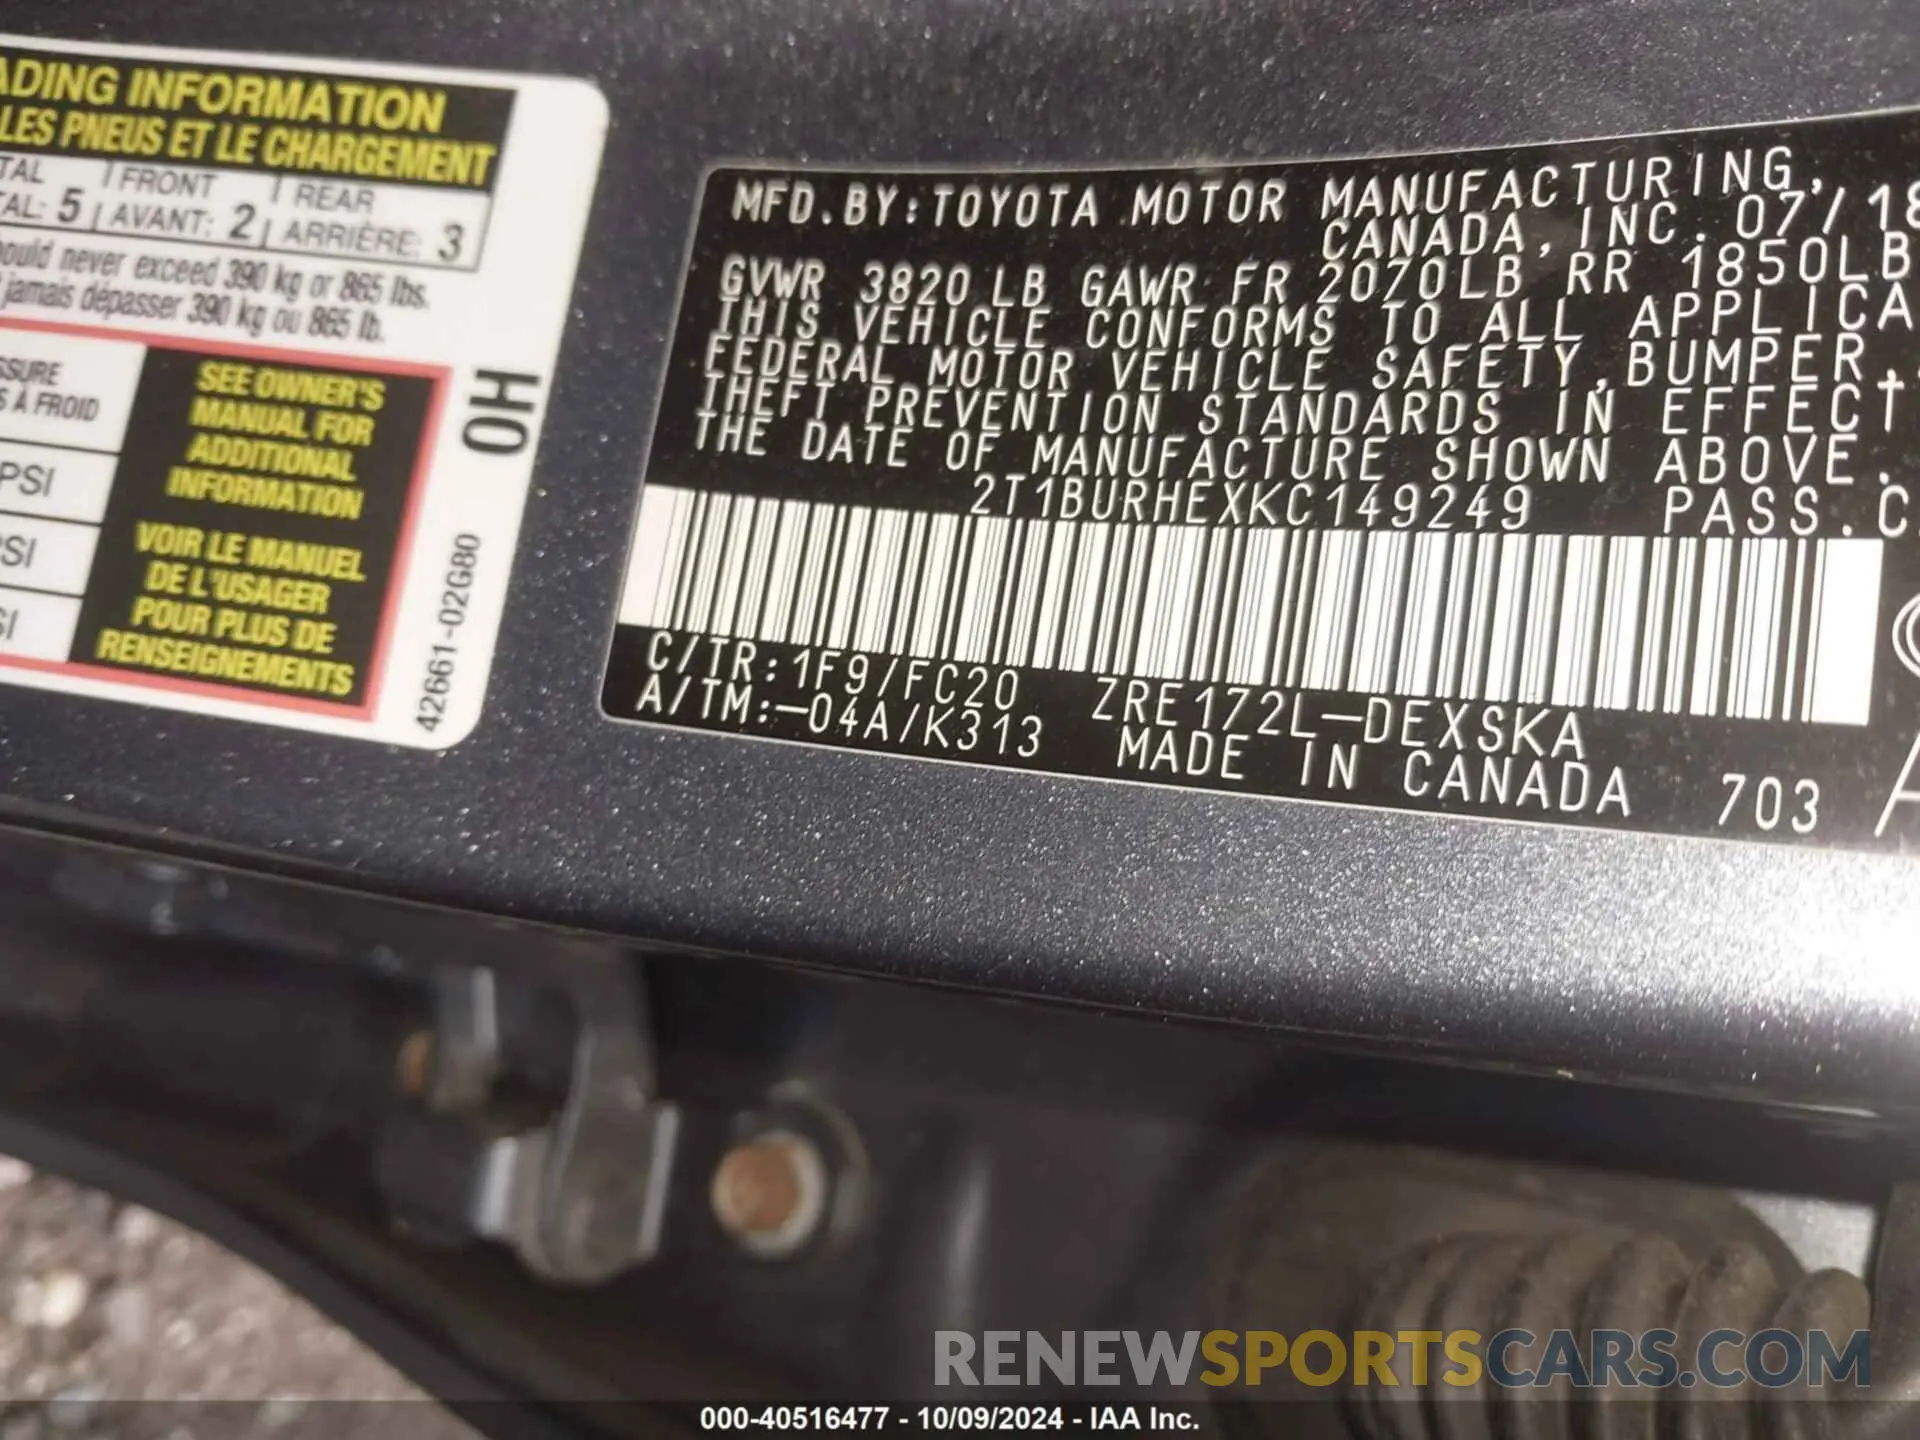 ADING INFORMATION
LES PNEUS ET LE CHARGEMENT
TAL FRONT REAR
AL: 5 AVANT: 2 ARRIÈRE: 3
ould never exceed 390 kg or 865 lbs.
jamais dépasser 390 kg ou 865 lb.
SSURE
S À FROID
PSI
PSI
SI
SEE OWNER'S
MANUAL FOR
ADDITIONAL
INFORMATION
VOIR LE MANUEL
DE L'USAGER
POUR PLUS DE
RENSEIGNEMENTS
0H
42661-02G80
MFD.BY:TOYOTA MOTOR MANUFACTURING,
CANADA, INC. 07/18
GVWR 3820 LB GAWR FR 2070LB RR 1850LB
THIS VEHICLE CONFORMS TO ALL APPLICA
FEDERAL MOTOR VEHICLE SAFETY, BUMPER,
THEFT PREVENTION STANDARDS IN EFFECT
THE DATE OF MANUFACTURE SHOWN ABOVE.
2T1BURHEXKC149249 PASS.C
C/TR:1F9/FC20 ZRE172L-DEXSKA
A/TM:-04A/K313 MADE IN CANADA 703
RENEWSPORTSCARS.COM
000-40516477 - 10/09/2024 - IAA Inc.